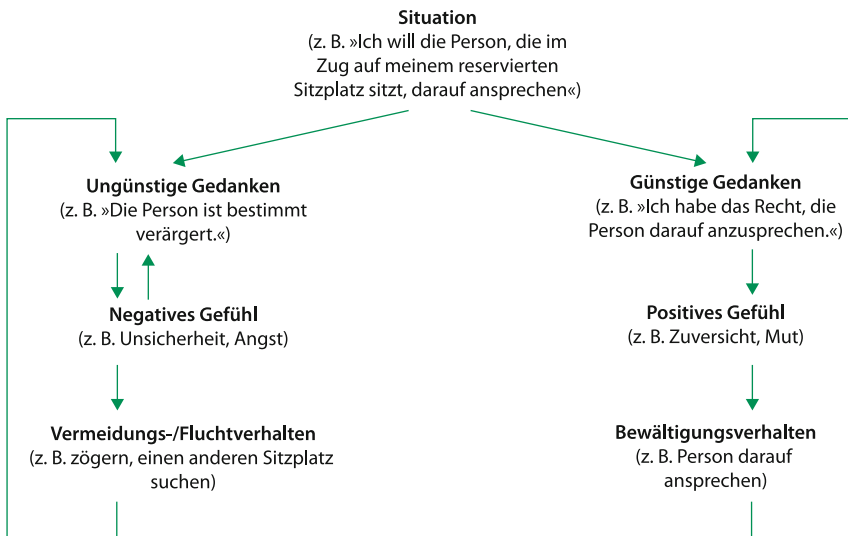 Situation
(z. B. »Ich will die Person, die im
Zug auf meinem reservierten
Sitzplatz sitzt, darauf ansprechen«)
Ungünstige Gedanken
(z. B. »Die Person ist bestimmt
verärgert.«)
Günstige Gedanken
(z. B. »Ich habe das Recht, die
Person darauf anzusprechen.«)
Negatives Gefühl
(z. B. Unsicherheit, Angst)
Positives Gefühl
(z. B. Zuversicht, Mut)
Vermeidungs-/Fluchtverhalten
(z. B. zögern, einen anderen Sitzplatz
suchen)
Bewältigungsverhalten
(z. B. Person darauf
ansprechen)